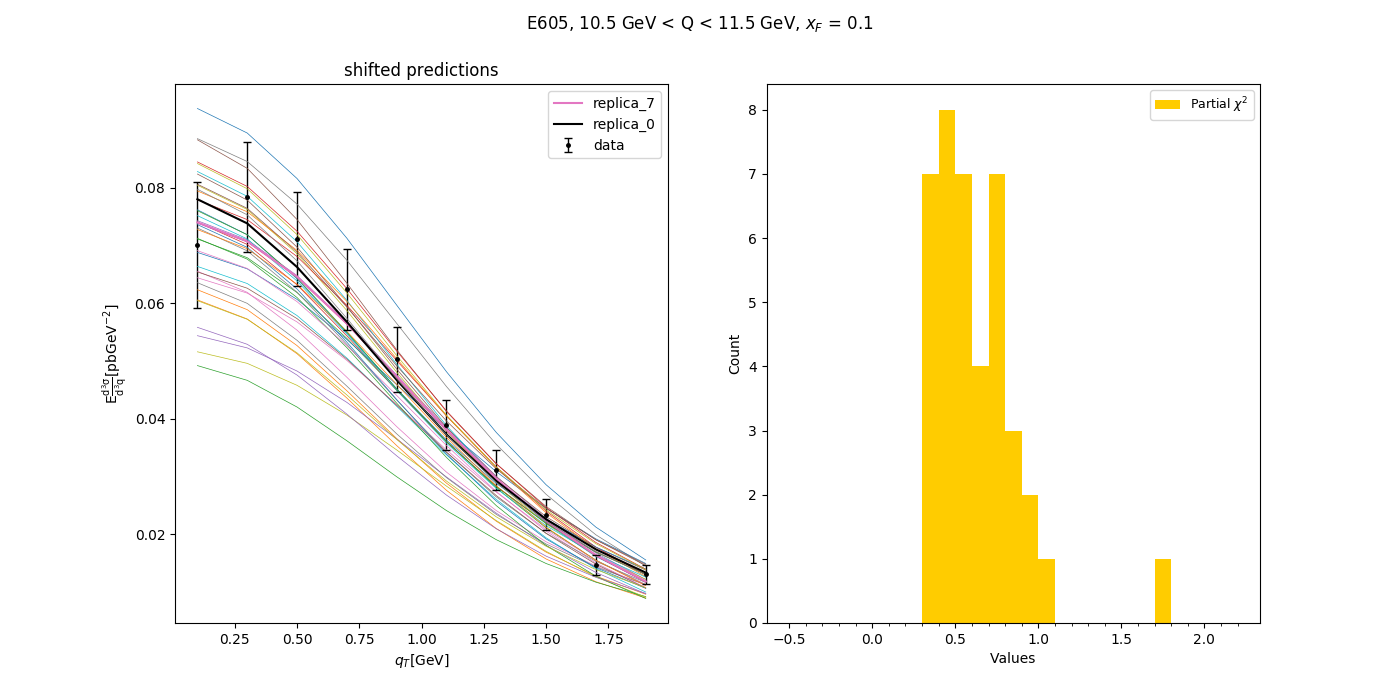 E605, 10.5 GeV < Q < 11.5 GeV, x_F = 0.1
shifted predictions
replica_7
replica_0
data
E d³σ/d³q [pbGeV⁻²]
0.08
0.06
0.04
0.02
0.25 0.50 0.75 1.00 1.25 1.50 1.75
q_T[GeV]
Partial χ²
Count
8
7
6
5
4
3
2
1
0
−0.5 0.0 0.5 1.0 1.5 2.0
Values